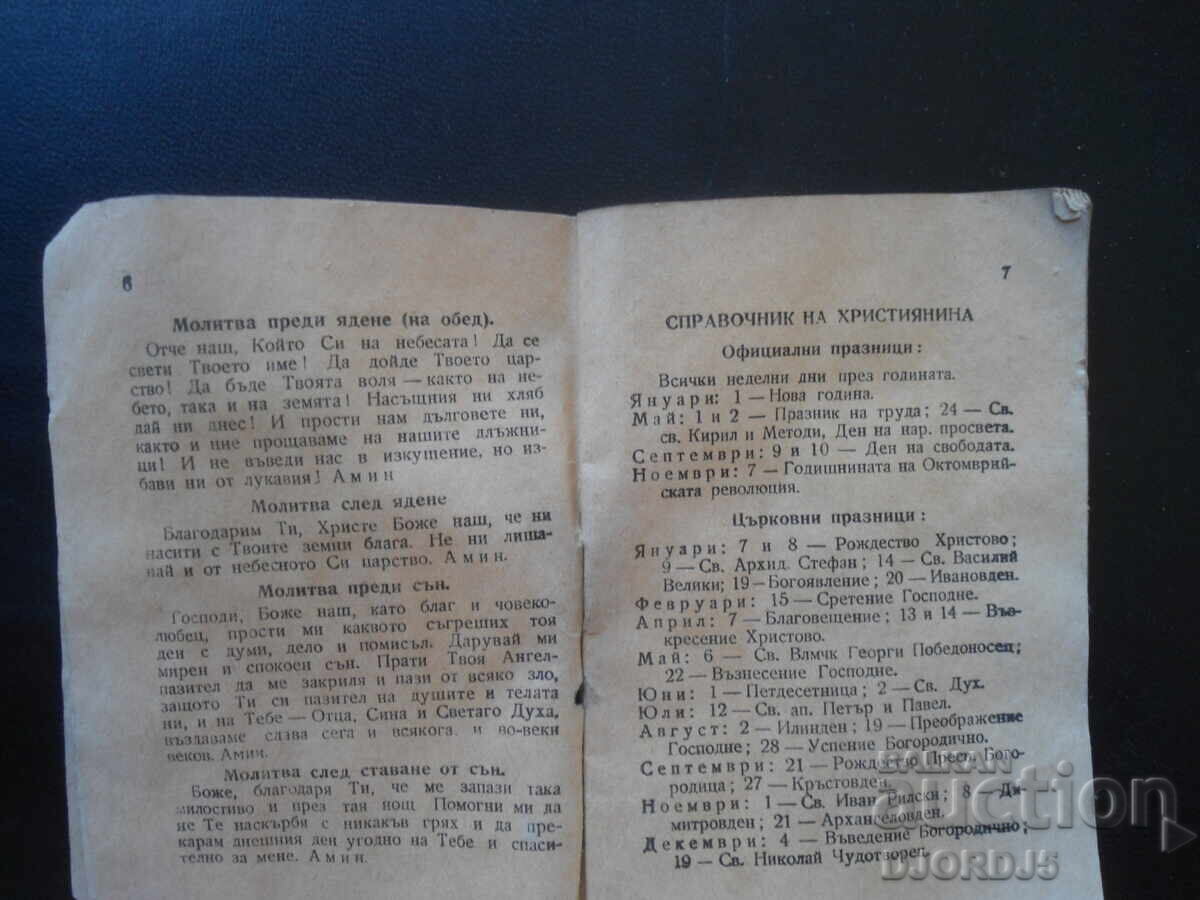 6
Молитва преди ядене (на обед).
Отче наш, Който Си на небесата! Да се
свети Твоето име! Да дойде Твоето цар-
ство! Да бъде Твоята воля — както на не-
бето, така и на земята! Насъщния ни хляб
дай ни днес! И прости нам дълговете ни,
както и ние прощаваме на нашите длъжни-
ци! И не въведи нас в изкушение, но из-
бави ни от лукавия! Амин
Молитва след ядене
Благодарим Ти, Христе Боже наш, че ни
насити с Твоите земни блага. Не ни лиша-
вай и от небесното Си царство. Амин.
Молитва преди сън.
Господи, Боже наш, като благ и човеко-
любец, прости ми каквото съгреших тоя
ден с думи, дело и помисъл. Дарувай ми
мирен и спокоен сън. Прати Твоя Ангел-
пазител да ме закриля и пази от всяко зло,
защото Ти си пазител на душите и телата
ни, и на Тебе — Отца, Сина и Светаго Духа,
въздаваме слава сега и всякога и во-веки
веков. Амин.
Молитва след ставане от сън.
Боже, благодаря Ти, че ме запази така
милостиво и през тая нощ Помогни ми да
не Те наскърбя с никакъв грях и да пре-
карам днешния ден угодно на Тебе и спаси-
телно за мене. Амин.
7
СПРАВОЧНИК НА ХРИСТИЯНИНА
Официални празници:
Всички неделни дни през годината.
Януари: 1 — Нова година.
Май: 1 и 2 — Празник на труда; 24 — Св.
св. Кирил и Методи, Ден на нар. просвета.
Септември: 9 и 10 — Ден на свободата.
Ноември: 7 — Годишнината на Октомврий-
ската революция.
Църковни празници:
Януари: 7 и 8 — Рождество Христово;
9 — Св. Архид. Стефан; 14 — Св. Василий
Велики; 19 — Богоявление; 20 — Ивановден.
Февруари: 15 — Сретение Господне.
Април: 7 — Благовещение; 13 и 14 — Въз-
кресение Христово.
Май: 6 — Св. Влмчк Георги Победоносец;
22 — Възнесение Господне.
Юни: 1 — Петдесетница; 2 — Св. Дух.
Юли: 12 — Св. ап. Петър и Павел.
Август: 2 — Илинден; 19 — Преображение
Господне; 28 — Успение Богородично.
Септември: 21 — Рождество Пресв. Бого-
родица; 27 — Кръстовден.
Ноември: 1 — Св. Иван Рилски; 8 — Ди-
митровден; 21 — Архангеловден.
Декември: 4 — Въведение Богородично;
19 — Св. Николай Чудотворец.
BALKAN
auction
DJORDJ5